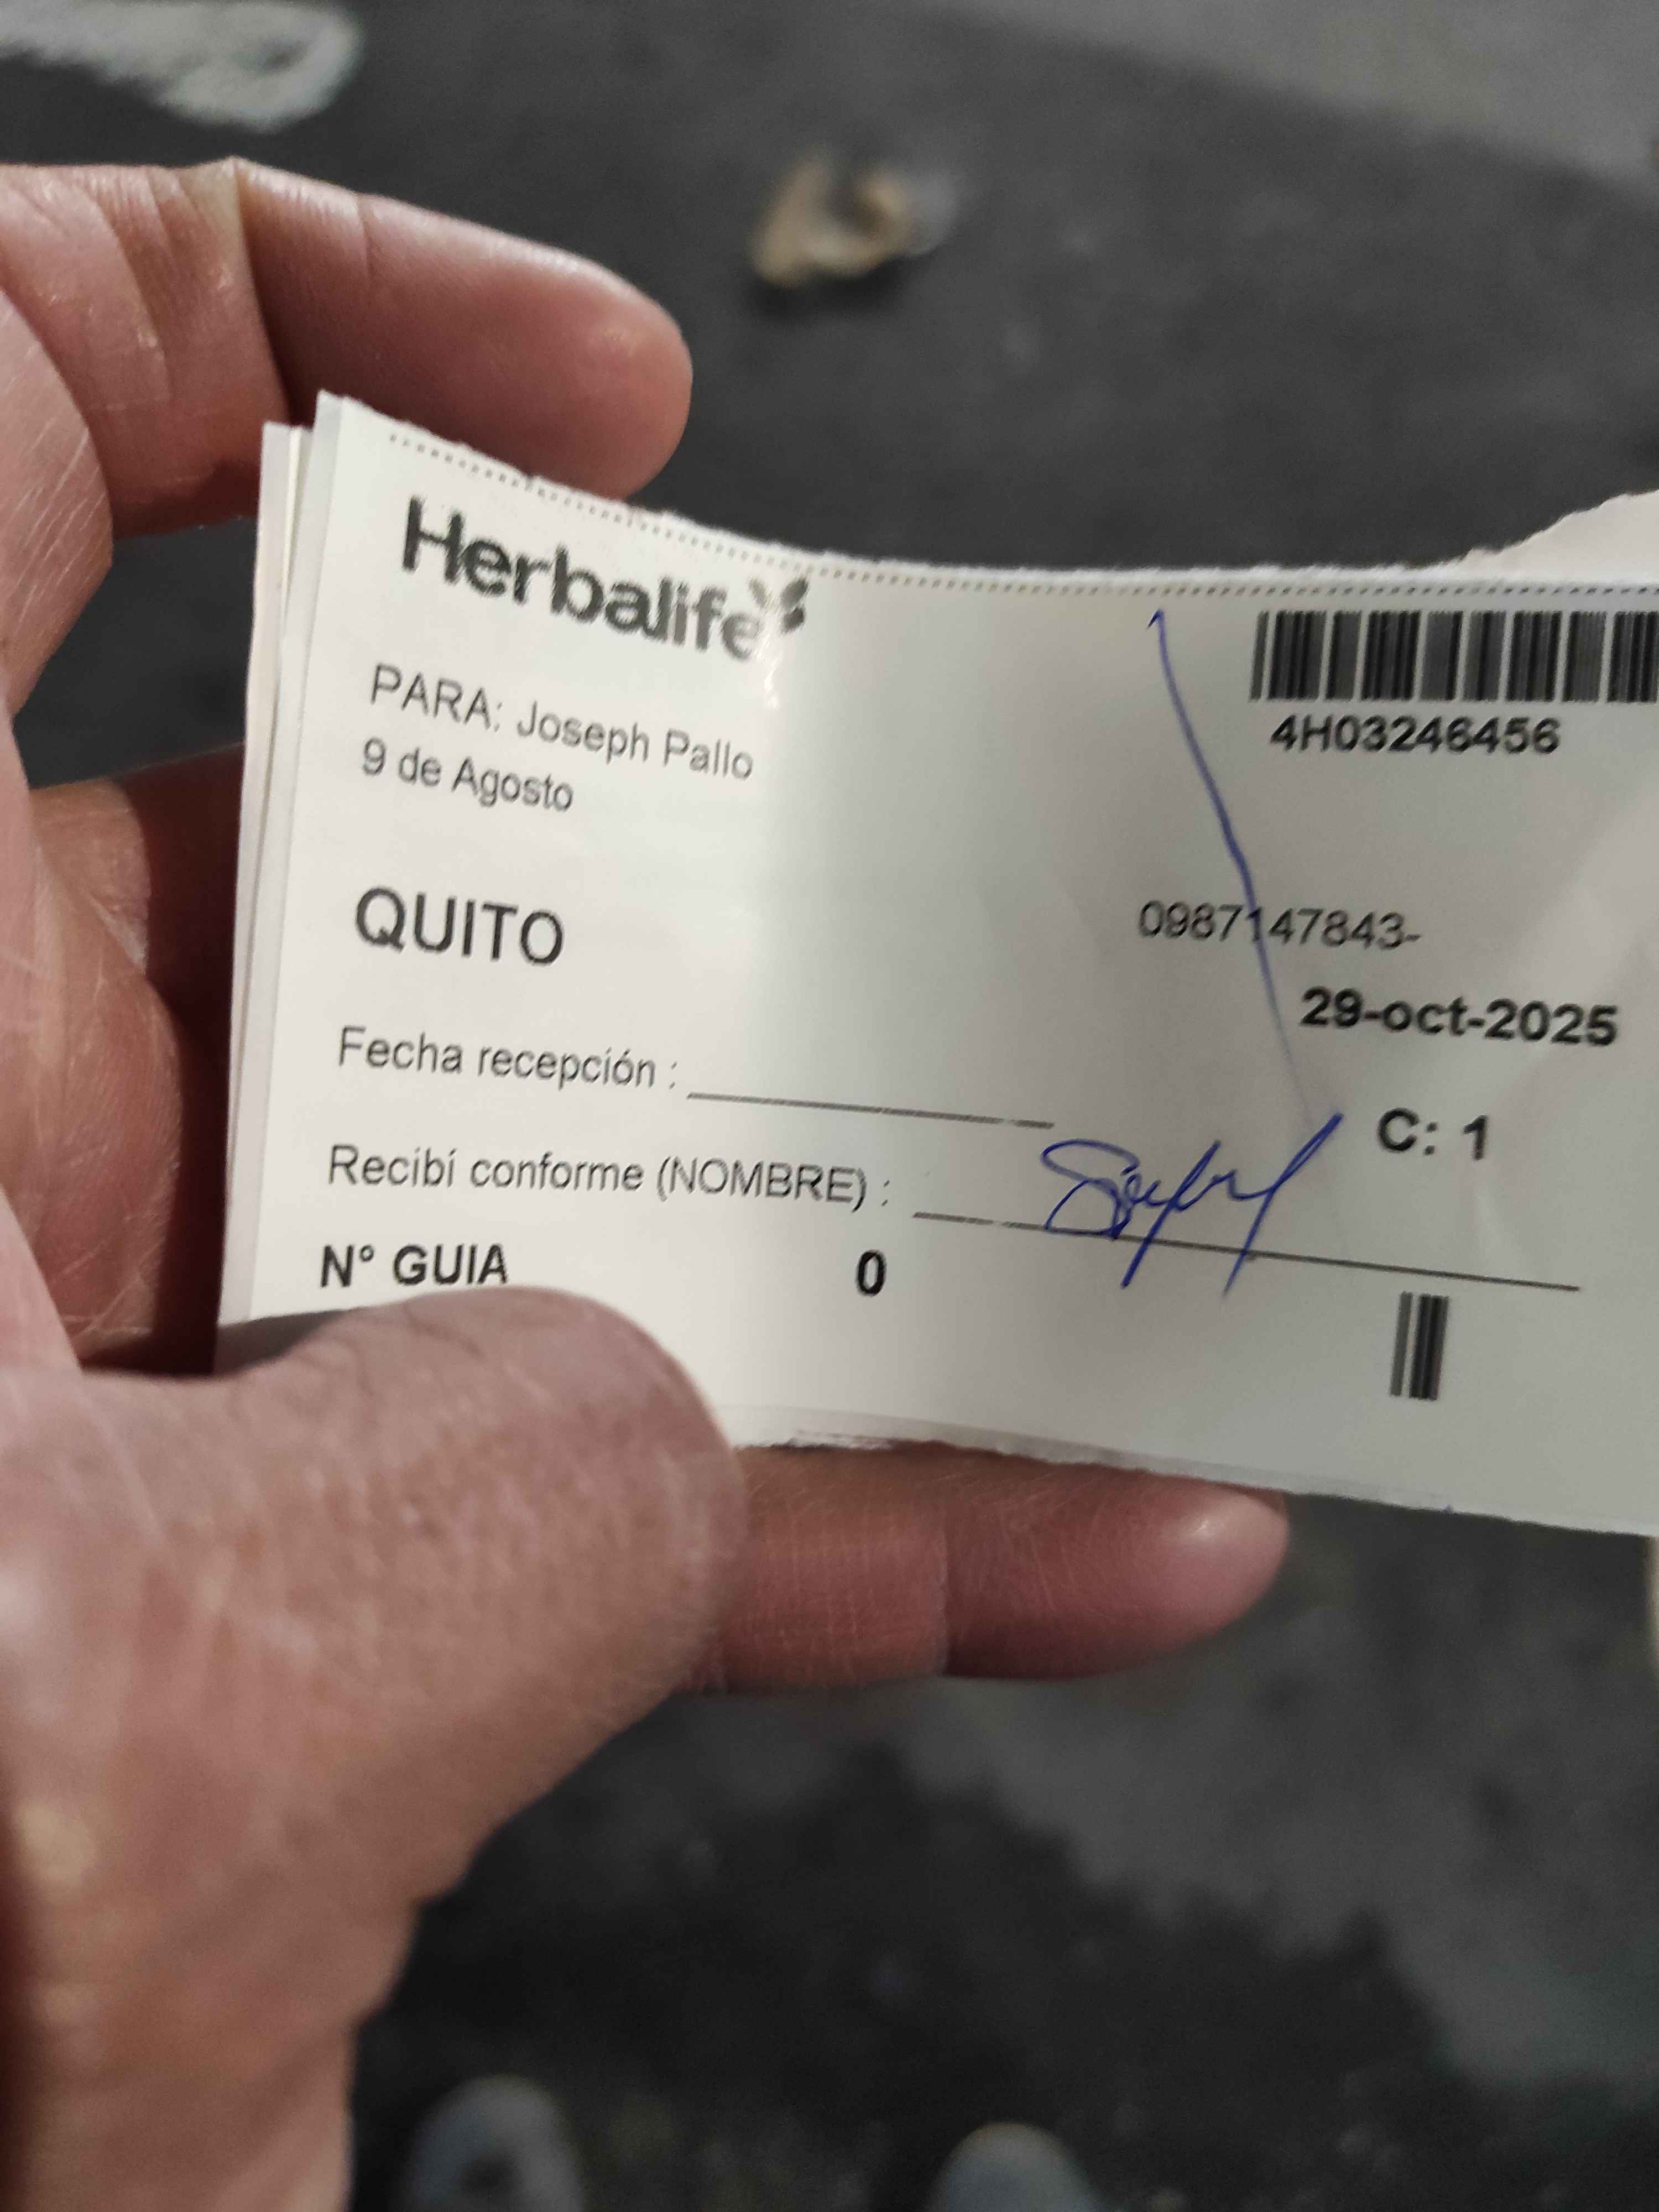 Herbalife
4H03246456
PARA: Joseph Pallo
9 de Agosto
QUITO
0987147843-
29-oct-2025
Fecha recepción :
C: 1
Recibí conforme (NOMBRE) :
N° GUIA 0